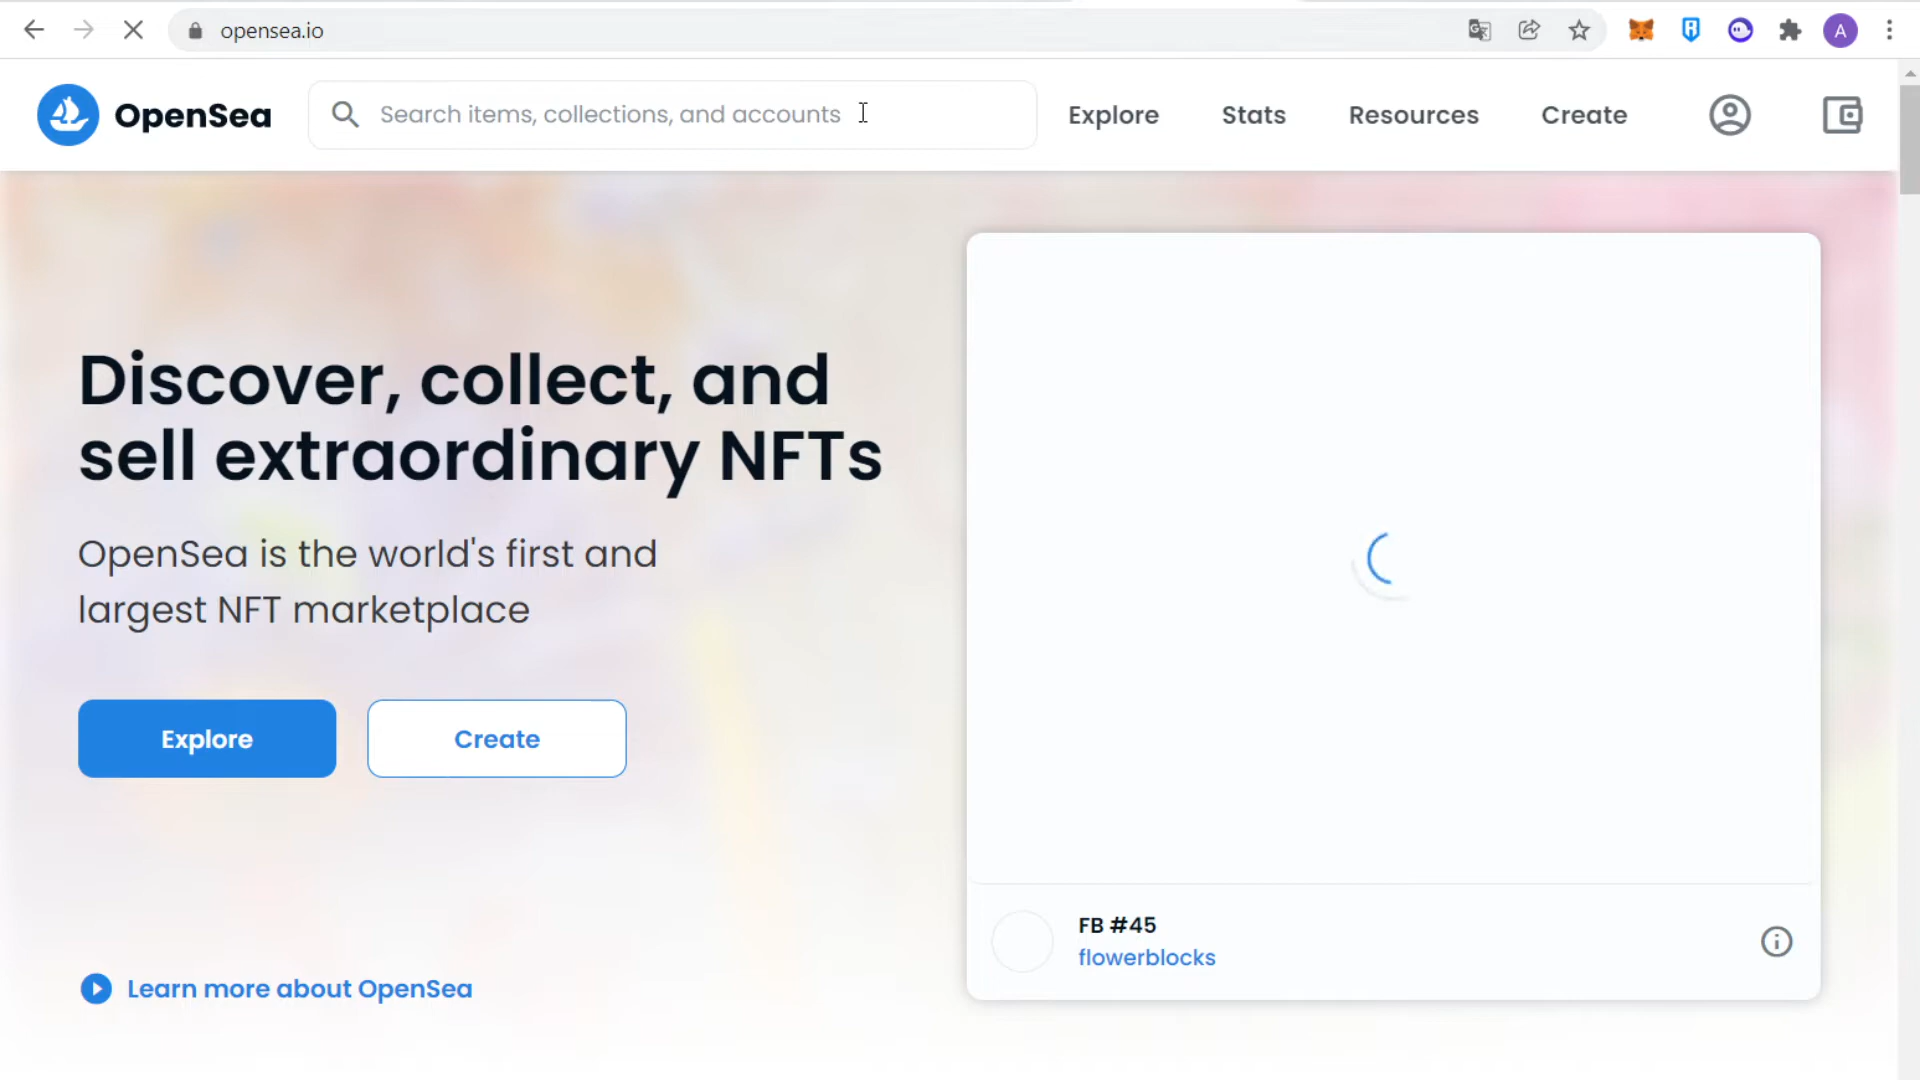 opensea.io
A
OpenSea
Search items, collections, and accounts
Explore
Stats
Resources
Create
Discover, collect, and
sell extraordinary NFTs
OpenSea is the world's first and
largest NFT marketplace
Explore
Create
FB #45
flowerblocks
Learn more about OpenSea